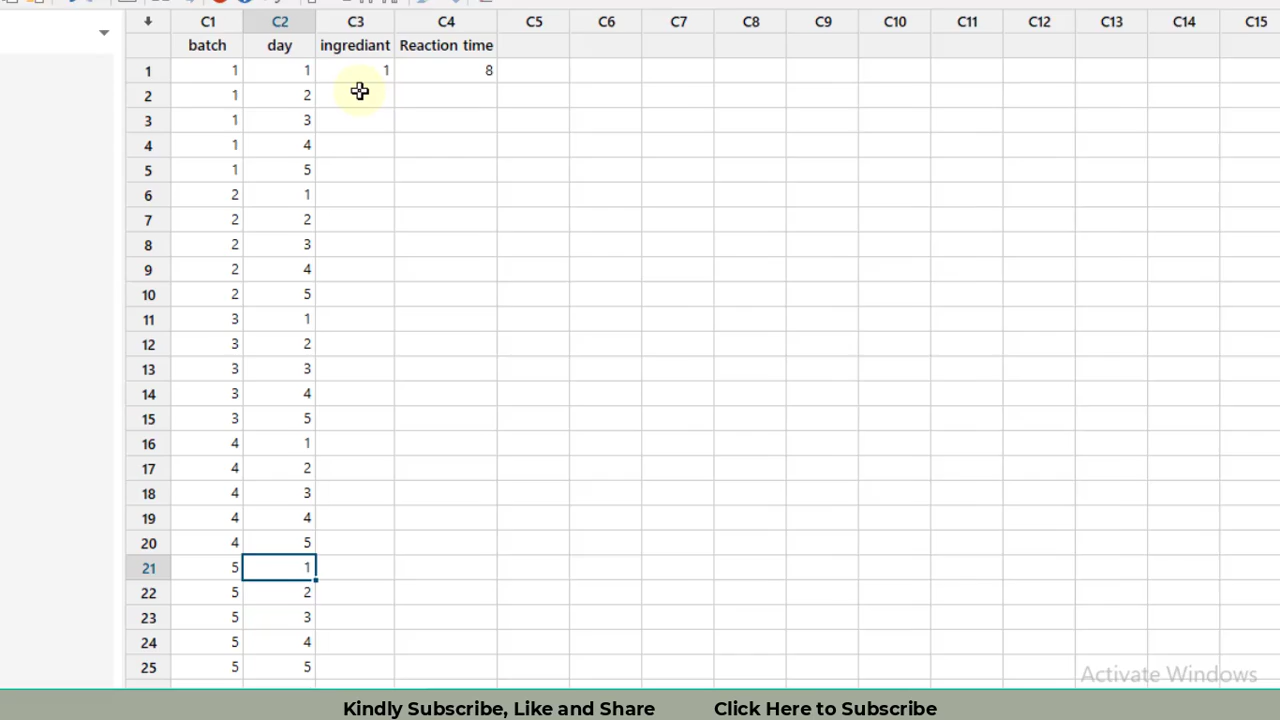 C1 C2 C3 C4 C5 C6 C7 C8 C9 C10 C11 C12 C13 C14 C15
batch day ingrediant Reaction time
1 1 1 1 8
2 1 2
3 1 3
4 1 4
5 1 5
6 2 1
7 2 2
8 2 3
9 2 4
10 2 5
11 3 1
12 3 2
13 3 3
14 3 4
15 3 5
16 4 1
17 4 2
18 4 3
19 4 4
20 4 5
21 5 1
22 5 2
23 5 3
24 5 4
25 5 5
Activate Windows
Kindly Subscribe, Like and Share Click Here to Subscribe